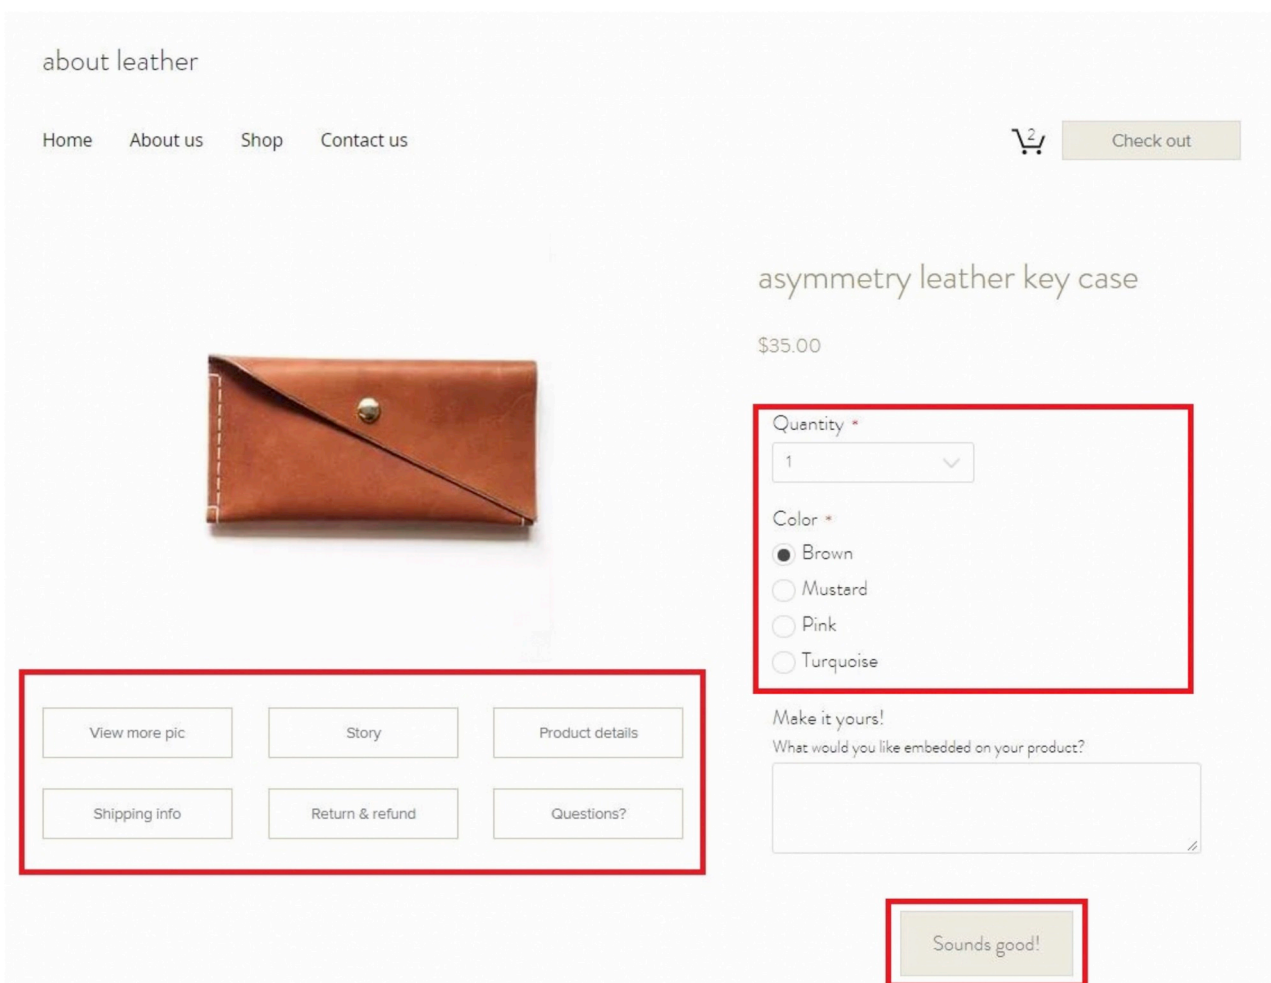 about leather
Home About us Shop Contact us 2 Check out
asymmetry leather key case
$35.00
Quantity *
1
Color *
Brown
Mustard
Pink
Turquoise
View more pic Story Product details
Shipping info Return & refund Questions?
Make it yours!
What would you like embedded on your product?
Sounds good!